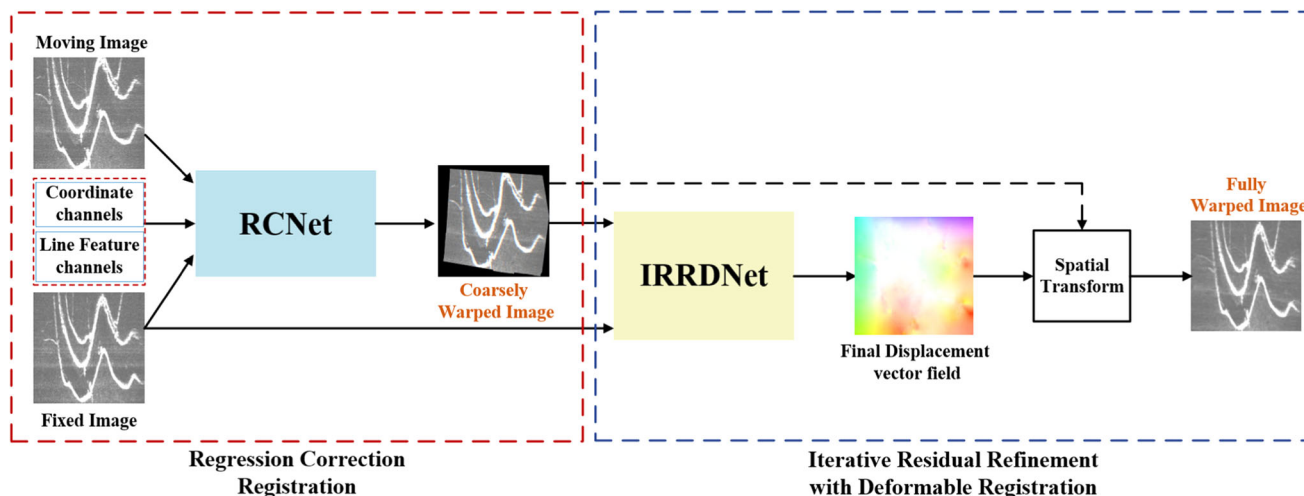 Moving Image
Coordinate
channels
Line Feature
channels
Fixed Image
RCNet
Coarsely
Warped Image
Regression Correction
Registration
IRRDNet
Final Displacement
vector field
Spatial
Transform
Fully
Warped Image
Iterative Residual Refinement
with Deformable Registration